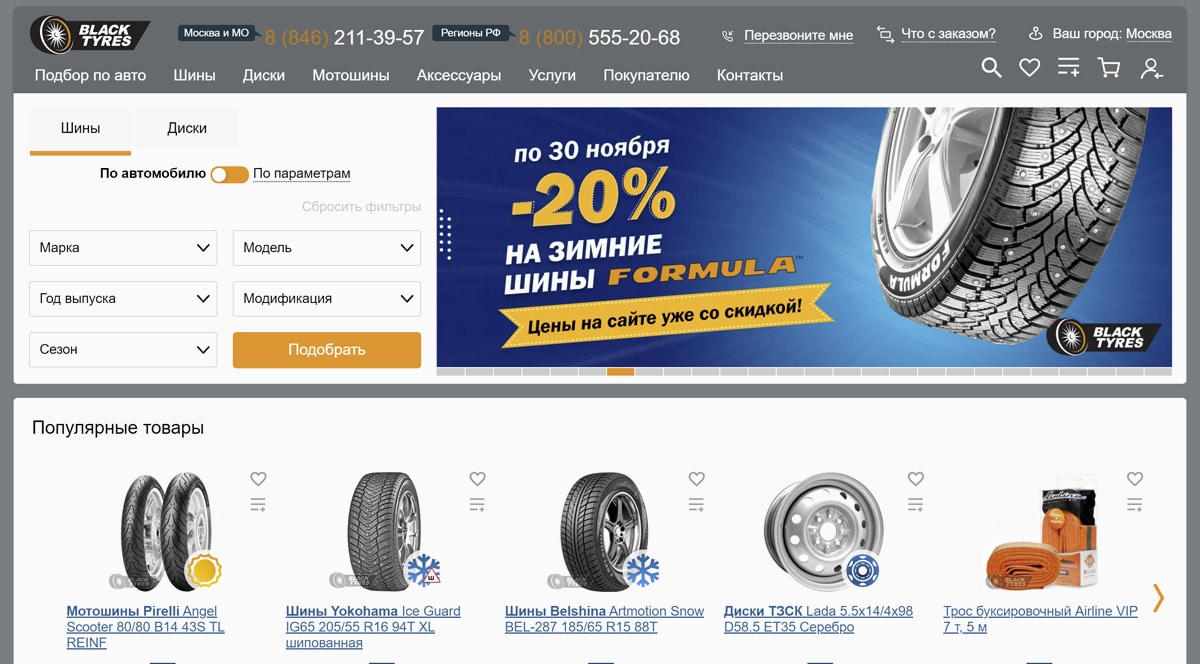 BLACK
TYRES
Москва и МО
8 (846) 211-39-57
Регионы РФ
8 (800) 555-20-68
Перезвоните мне
Что с заказом?
Ваш город: Москва
Подбор по авто
Шины
Диски
Мотошины
Аксессуары
Услуги
Покупателю
Контакты
Шины
Диски
По автомобилю
По параметрам
Сбросить фильтры
Марка
Модель
Год выпуска
Модификация
Сезон
Подобрать
по 30 ноября
-20%
НА ЗИМНИЕ
ШИНЫ FORMULA™
Цены на сайте уже со скидкой!
FORMULA
BLACK
TYRES
Популярные товары
Мотошины Pirelli Angel
Scooter 80/80 B14 43S TL
REINF
Шины Yokohama Ice Guard
IG65 205/55 R16 94T XL
шипованная
Шины Belshina Artmotion Snow
BEL-287 185/65 R15 88T
Диски ТЗСК Lada 5.5x14/4x98
D58.5 ET35 Серебро
Трос буксировочный Airline VIP
7 т, 5 м